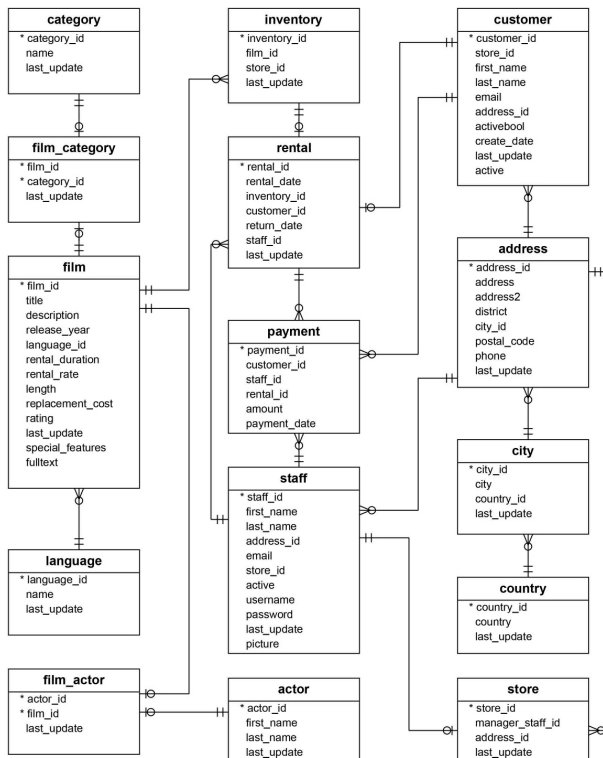 category
* category_id
name
last_update
film_category
* film_id
* category_id
last_update
film
* film_id
title
description
release_year
language_id
rental_duration
rental_rate
length
replacement_cost
rating
last_update
special_features
fulltext
language
* language_id
name
last_update
film_actor
* actor_id
* film_id
last_update
inventory
* inventory_id
film_id
store_id
last_update
rental
* rental_id
rental_date
inventory_id
customer_id
return_date
staff_id
last_update
payment
* payment_id
customer_id
staff_id
rental_id
amount
payment_date
staff
* staff_id
first_name
last_name
address_id
email
store_id
active
username
password
last_update
picture
actor
* actor_id
first_name
last_name
last_update
customer
* customer_id
store_id
first_name
last_name
email
address_id
activebool
create_date
last_update
active
address
* address_id
address
address2
district
city_id
postal_code
phone
last_update
city
* city_id
city
country_id
last_update
country
* country_id
country
last_update
store
* store_id
manager_staff_id
address_id
last_update